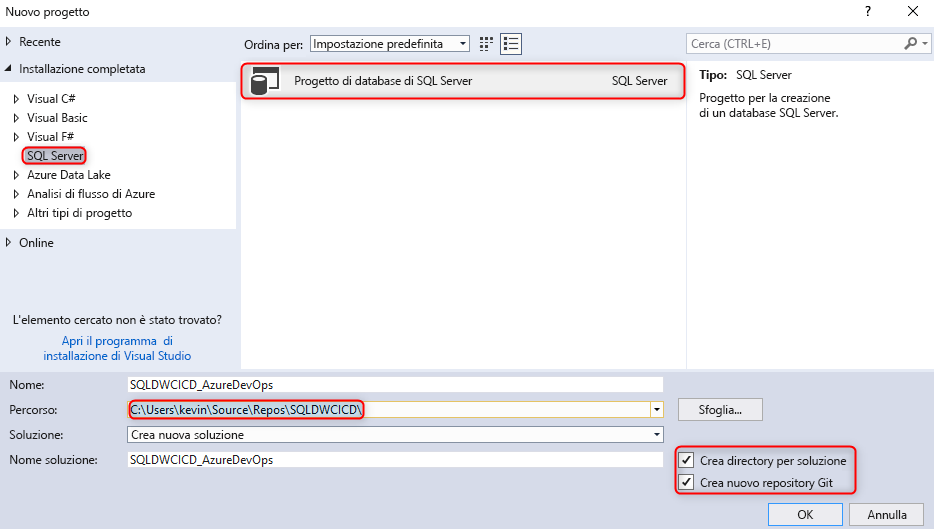 Nuovo progetto
?
Recente
Installazione completata
Visual C#
Visual Basic
Visual F#
SQL Server
Azure Data Lake
Analisi di flusso di Azure
Altri tipi di progetto
Online
L'elemento cercato non è stato trovato?
Apri il programma di
installazione di Visual Studio
Ordina per: Impostazione predefinita
Progetto di database di SQL Server SQL Server
Cerca (CTRL+E)
Tipo: SQL Server
Progetto per la creazione
di un database SQL Server.
Nome: SQLDWCICD_AzureDevOps
Percorso: C:\Users\kevin\Source\Repos\SQLDWCICD\ Sfoglia...
Soluzione: Crea nuova soluzione
Nome soluzione: SQLDWCICD_AzureDevOps
Crea directory per soluzione
Crea nuovo repository Git
OK Annulla